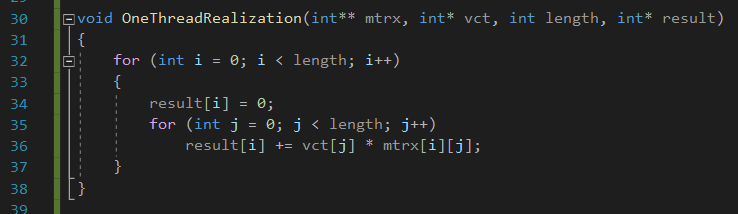 30 void OneThreadRealization(int** mtrx, int* vct, int length, int* result)
31 {
32 for (int i = 0; i < length; i++)
33 {
34 result[i] = 0;
35 for (int j = 0; j < length; j++)
36 result[i] += vct[j] * mtrx[i][j];
37 }
38 }
39